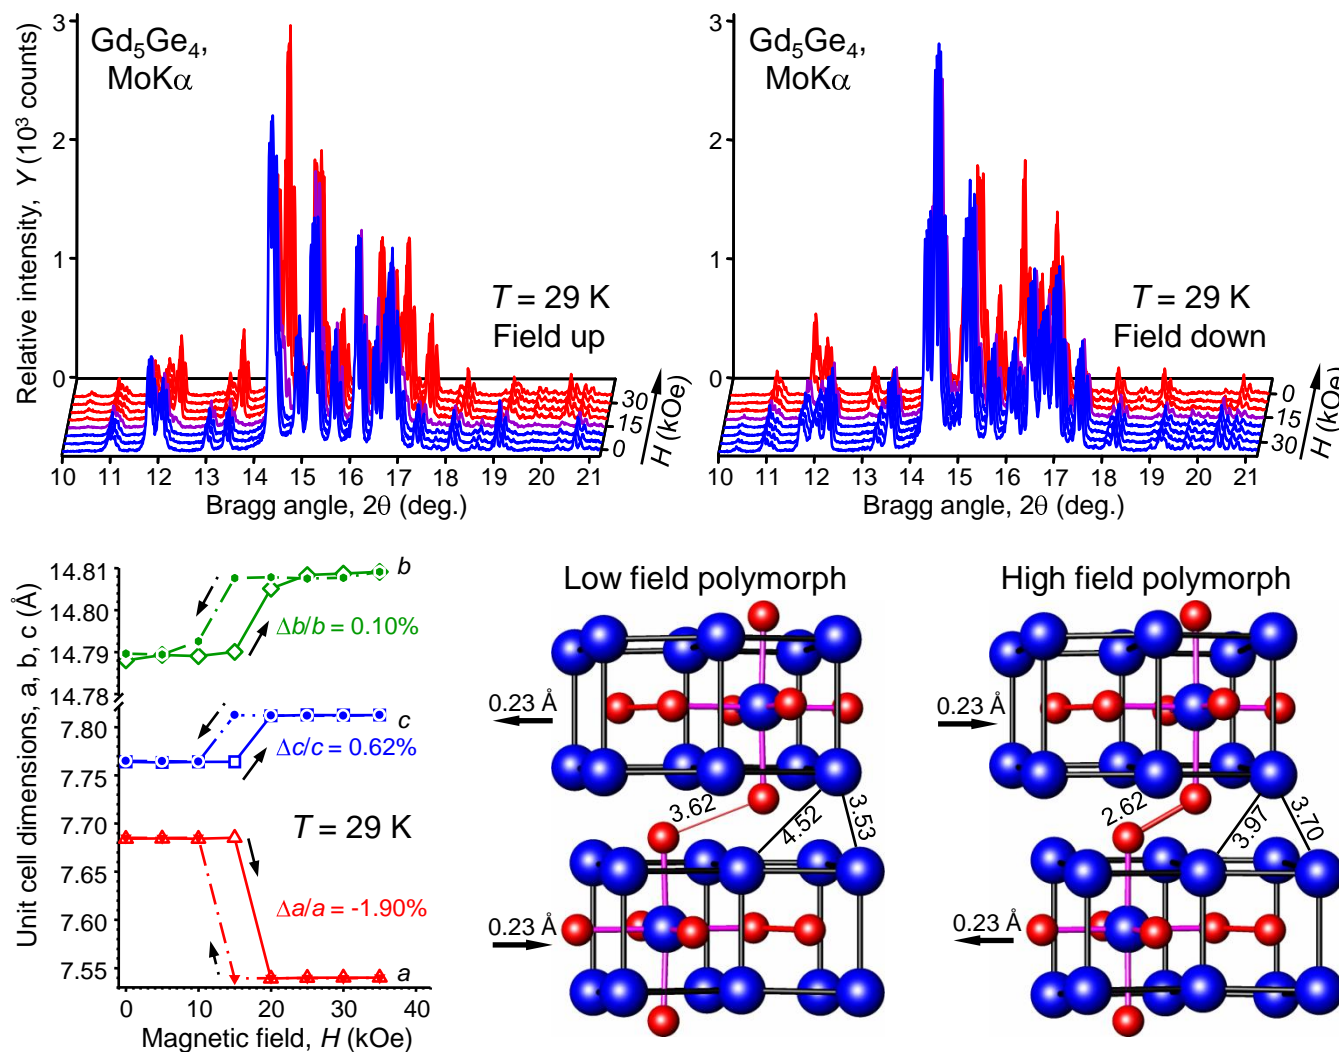 Relative intensity, Y (10³ counts)
3
2
1
0
Gd₅Ge₄,
MoKα
T = 29 K
Field up
30
15
0
H (kOe)
10 11 12 13 14 15 16 17 18 19 20 21
Bragg angle, 2θ (deg.)
3
2
1
0
Gd₅Ge₄,
MoKα
T = 29 K
Field down
0
15
30
H (kOe)
10 11 12 13 14 15 16 17 18 19 20 21
Bragg angle, 2θ (deg.)
Unit cell dimensions, a, b, c (Å)
14.81
14.80
14.79
14.78
7.80
7.75
7.70
7.65
7.60
7.55
b
Δb/b = 0.10%
c
Δc/c = 0.62%
T = 29 K
Δa/a = -1.90%
a
0 10 20 30 40
Magnetic field, H (kOe)
Low field polymorph
0.23 Å
3.62
4.52
3.53
0.23 Å
High field polymorph
0.23 Å
2.62
3.97
3.70
0.23 Å